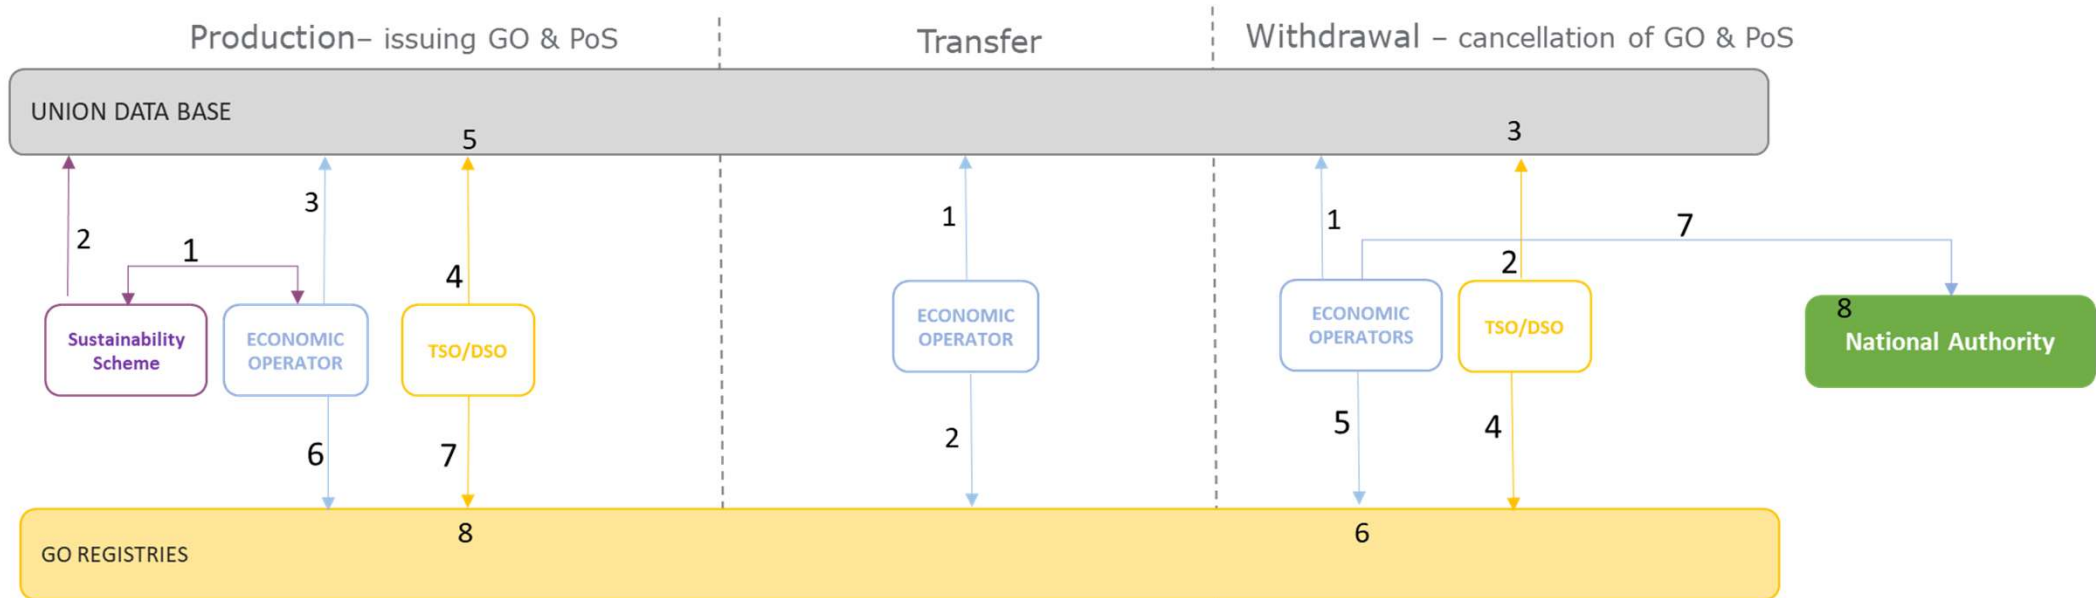 Production– issuing GO & PoS
Transfer
Withdrawal – cancellation of GO & PoS
UNION DATA BASE
5
3
3
2
1
4
1
1
2
7
Sustainability
Scheme
ECONOMIC
OPERATOR
TSO/DSO
ECONOMIC
OPERATOR
ECONOMIC
OPERATORS
TSO/DSO
8
National Authority
6
7
2
5
4
8
6
GO REGISTRIES